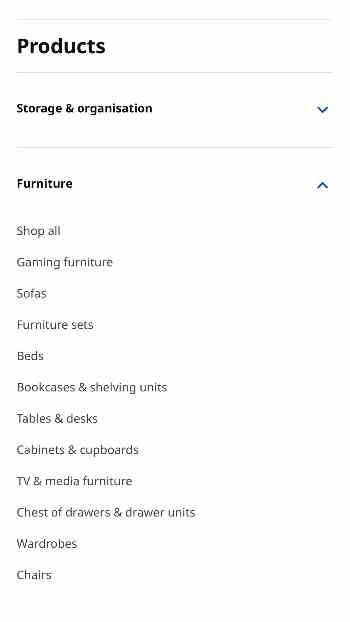 Products
Storage & organisation
Furniture
Shop all
Gaming furniture
Sofas
Furniture sets
Beds
Bookcases & shelving units
Tables & desks
Cabinets & cupboards
TV & media furniture
Chest of drawers & drawer units
Wardrobes
Chairs